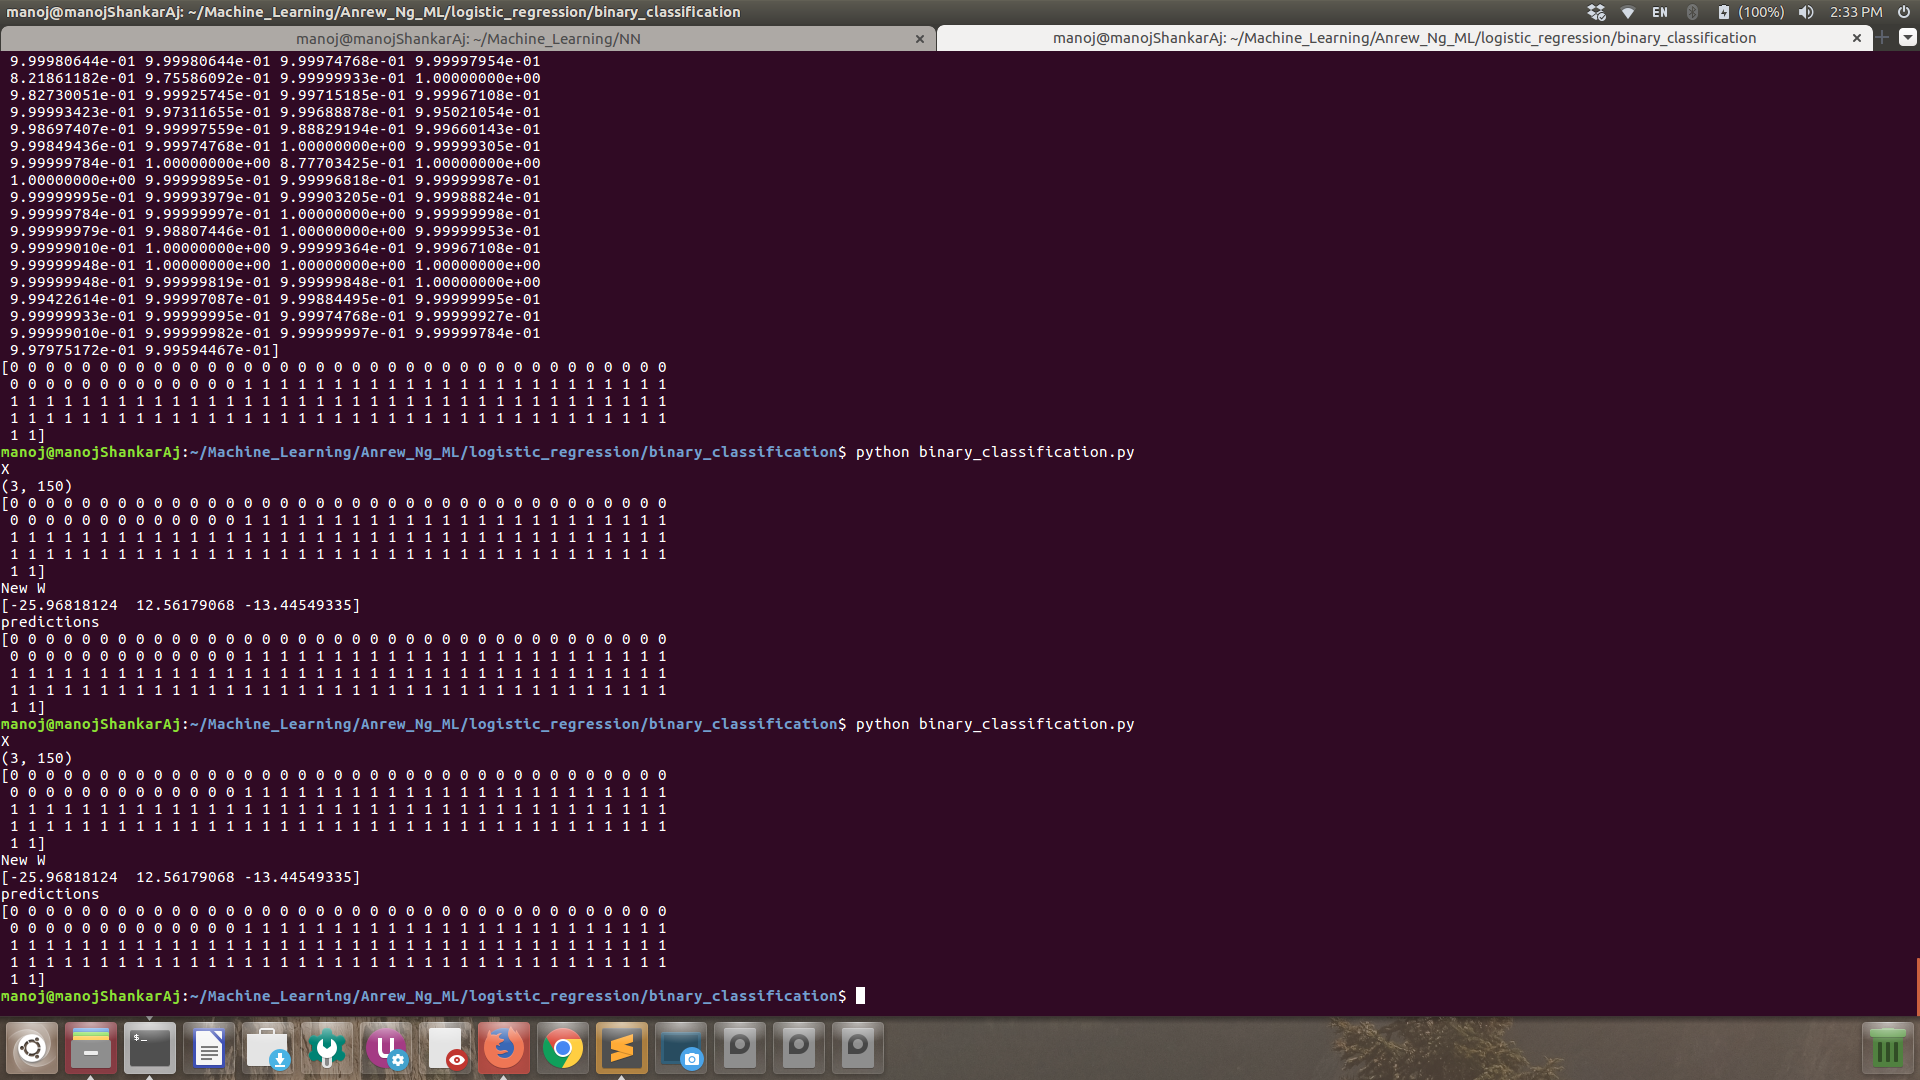 manoj@manojShankarAj: ~/Machine_Learning/Anrew_Ng_ML/logistic_regression/binary_classification EN (100%) 2:33 PM
manoj@manojShankarAj: ~/Machine_Learning/NN × manoj@manojShankarAj: ~/Machine_Learning/Anrew_Ng_ML/logistic_regression/binary_classification ×
9.99980644e-01 9.99980644e-01 9.99974768e-01 9.99997954e-01
8.21861182e-01 9.75586092e-01 9.99999933e-01 1.00000000e+00
9.82730051e-01 9.99925745e-01 9.99715185e-01 9.99967108e-01
9.99993423e-01 9.97311655e-01 9.99688878e-01 9.95021054e-01
9.98697407e-01 9.99997559e-01 9.88829194e-01 9.99660143e-01
9.99849436e-01 9.99974768e-01 1.00000000e+00 9.99999305e-01
9.99999784e-01 1.00000000e+00 8.77703425e-01 1.00000000e+00
1.00000000e+00 9.99999895e-01 9.99996818e-01 9.99999987e-01
9.99999995e-01 9.99993979e-01 9.99903205e-01 9.99988824e-01
9.99999784e-01 9.99999997e-01 1.00000000e+00 9.99999998e-01
9.99999979e-01 9.98807446e-01 1.00000000e+00 9.99999953e-01
9.99999010e-01 1.00000000e+00 9.99999364e-01 9.99967108e-01
9.99999948e-01 1.00000000e+00 1.00000000e+00 1.00000000e+00
9.99999948e-01 9.99999819e-01 9.99999848e-01 1.00000000e+00
9.99422614e-01 9.99997087e-01 9.99884495e-01 9.99999995e-01
9.99999933e-01 9.99999995e-01 9.99974768e-01 9.99999927e-01
9.99999010e-01 9.99999982e-01 9.99999997e-01 9.99999784e-01
9.97975172e-01 9.99594467e-01]
[0 0 0 0 0 0 0 0 0 0 0 0 0 0 0 0 0 0 0 0 0 0 0 0 0 0 0 0 0 0 0 0 0 0 0 0 0
0 0 0 0 0 0 0 0 0 0 0 0 0 1 1 1 1 1 1 1 1 1 1 1 1 1 1 1 1 1 1 1 1 1 1 1 1
1 1 1 1 1 1 1 1 1 1 1 1 1 1 1 1 1 1 1 1 1 1 1 1 1 1 1 1 1 1 1 1 1 1 1 1 1
1 1 1 1 1 1 1 1 1 1 1 1 1 1 1 1 1 1 1 1 1 1 1 1 1 1 1 1 1 1 1 1 1 1 1 1 1
1 1]
manoj@manojShankarAj:~/Machine_Learning/Anrew_Ng_ML/logistic_regression/binary_classification$ python binary_classification.py
X
(3, 150)
[0 0 0 0 0 0 0 0 0 0 0 0 0 0 0 0 0 0 0 0 0 0 0 0 0 0 0 0 0 0 0 0 0 0 0 0 0
0 0 0 0 0 0 0 0 0 0 0 0 0 1 1 1 1 1 1 1 1 1 1 1 1 1 1 1 1 1 1 1 1 1 1 1 1
1 1 1 1 1 1 1 1 1 1 1 1 1 1 1 1 1 1 1 1 1 1 1 1 1 1 1 1 1 1 1 1 1 1 1 1 1
1 1 1 1 1 1 1 1 1 1 1 1 1 1 1 1 1 1 1 1 1 1 1 1 1 1 1 1 1 1 1 1 1 1 1 1 1
1 1]
New W
[-25.96818124  12.56179068 -13.44549335]
predictions
[0 0 0 0 0 0 0 0 0 0 0 0 0 0 0 0 0 0 0 0 0 0 0 0 0 0 0 0 0 0 0 0 0 0 0 0 0
0 0 0 0 0 0 0 0 0 0 0 0 0 1 1 1 1 1 1 1 1 1 1 1 1 1 1 1 1 1 1 1 1 1 1 1 1
1 1 1 1 1 1 1 1 1 1 1 1 1 1 1 1 1 1 1 1 1 1 1 1 1 1 1 1 1 1 1 1 1 1 1 1 1
1 1 1 1 1 1 1 1 1 1 1 1 1 1 1 1 1 1 1 1 1 1 1 1 1 1 1 1 1 1 1 1 1 1 1 1 1
1 1]
manoj@manojShankarAj:~/Machine_Learning/Anrew_Ng_ML/logistic_regression/binary_classification$ python binary_classification.py
X
(3, 150)
[0 0 0 0 0 0 0 0 0 0 0 0 0 0 0 0 0 0 0 0 0 0 0 0 0 0 0 0 0 0 0 0 0 0 0 0 0
0 0 0 0 0 0 0 0 0 0 0 0 0 1 1 1 1 1 1 1 1 1 1 1 1 1 1 1 1 1 1 1 1 1 1 1 1
1 1 1 1 1 1 1 1 1 1 1 1 1 1 1 1 1 1 1 1 1 1 1 1 1 1 1 1 1 1 1 1 1 1 1 1 1
1 1 1 1 1 1 1 1 1 1 1 1 1 1 1 1 1 1 1 1 1 1 1 1 1 1 1 1 1 1 1 1 1 1 1 1 1
1 1]
New W
[-25.96818124  12.56179068 -13.44549335]
predictions
[0 0 0 0 0 0 0 0 0 0 0 0 0 0 0 0 0 0 0 0 0 0 0 0 0 0 0 0 0 0 0 0 0 0 0 0 0
0 0 0 0 0 0 0 0 0 0 0 0 0 1 1 1 1 1 1 1 1 1 1 1 1 1 1 1 1 1 1 1 1 1 1 1 1
1 1 1 1 1 1 1 1 1 1 1 1 1 1 1 1 1 1 1 1 1 1 1 1 1 1 1 1 1 1 1 1 1 1 1 1 1
1 1 1 1 1 1 1 1 1 1 1 1 1 1 1 1 1 1 1 1 1 1 1 1 1 1 1 1 1 1 1 1 1 1 1 1 1
1 1]
manoj@manojShankarAj:~/Machine_Learning/Anrew_Ng_ML/logistic_regression/binary_classification$